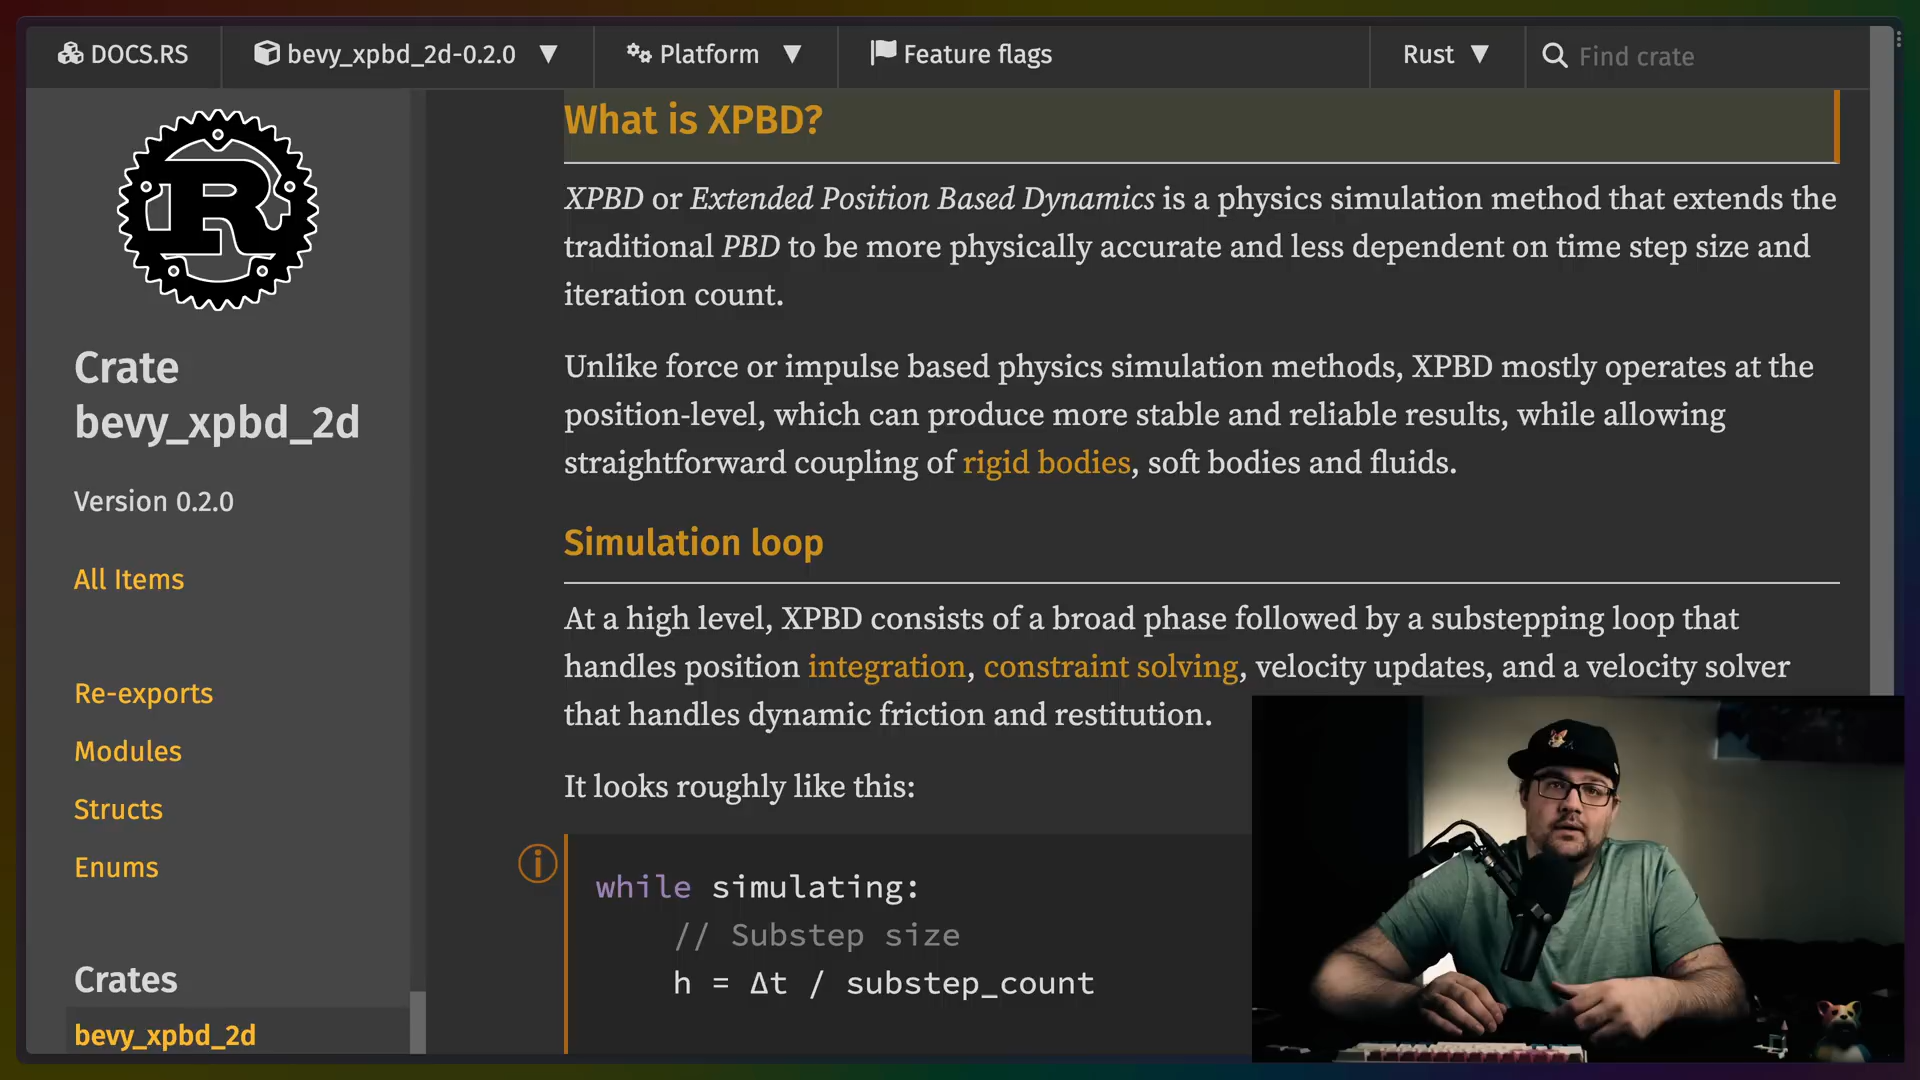 DOCS.RS
bevy_xpbd_2d-0.2.0
Platform
Feature flags
Rust
Find crate
R
Crate
bevy_xpbd_2d
Version 0.2.0
All Items
Re-exports
Modules
Structs
Enums
Crates
bevy_xpbd_2d
What is XPBD?
XPBD or Extended Position Based Dynamics is a physics simulation method that extends the
traditional PBD to be more physically accurate and less dependent on time step size and
iteration count.
Unlike force or impulse based physics simulation methods, XPBD mostly operates at the
position-level, which can produce more stable and reliable results, while allowing
straightforward coupling of rigid bodies, soft bodies and fluids.
Simulation loop
At a high level, XPBD consists of a broad phase followed by a substepping loop that
handles position integration, constraint solving, velocity updates, and a velocity solver
that handles dynamic friction and restitution.
It looks roughly like this:
while simulating:
// Substep size
h = Δt / substep_count